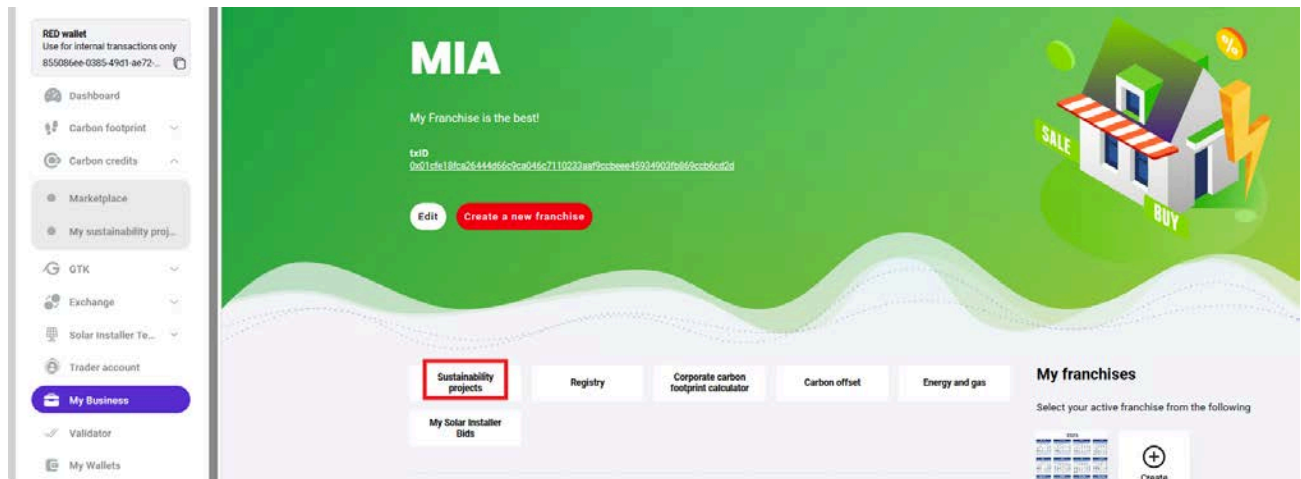 RED wallet
Use for internal transactions only
855086ee-0385-49d1-ae72-...
Dashboard
Carbon footprint
Carbon credits
Marketplace
My sustainability proj...
GTK
Exchange
Solar Installer Te...
Trader account
My Business
Validator
My Wallets
MIA
My Franchise is the best!
txID
Edit
Create a new franchise
SALE
BUY
%
Sustainability
projects
Registry
Corporate carbon
footprint calculator
Carbon offset
Energy and gas
My Solar Installer
Bids
My franchises
Select your active franchise from the following
Create